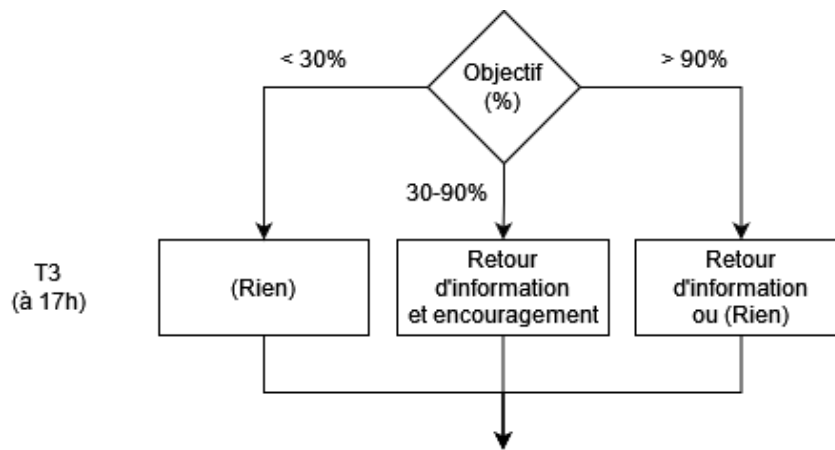 Objectif
(%)
< 30%
> 90%
30-90%
T3
(à 17h)
(Rien)
Retour
d'information
et encouragement
Retour
d'information
ou (Rien)